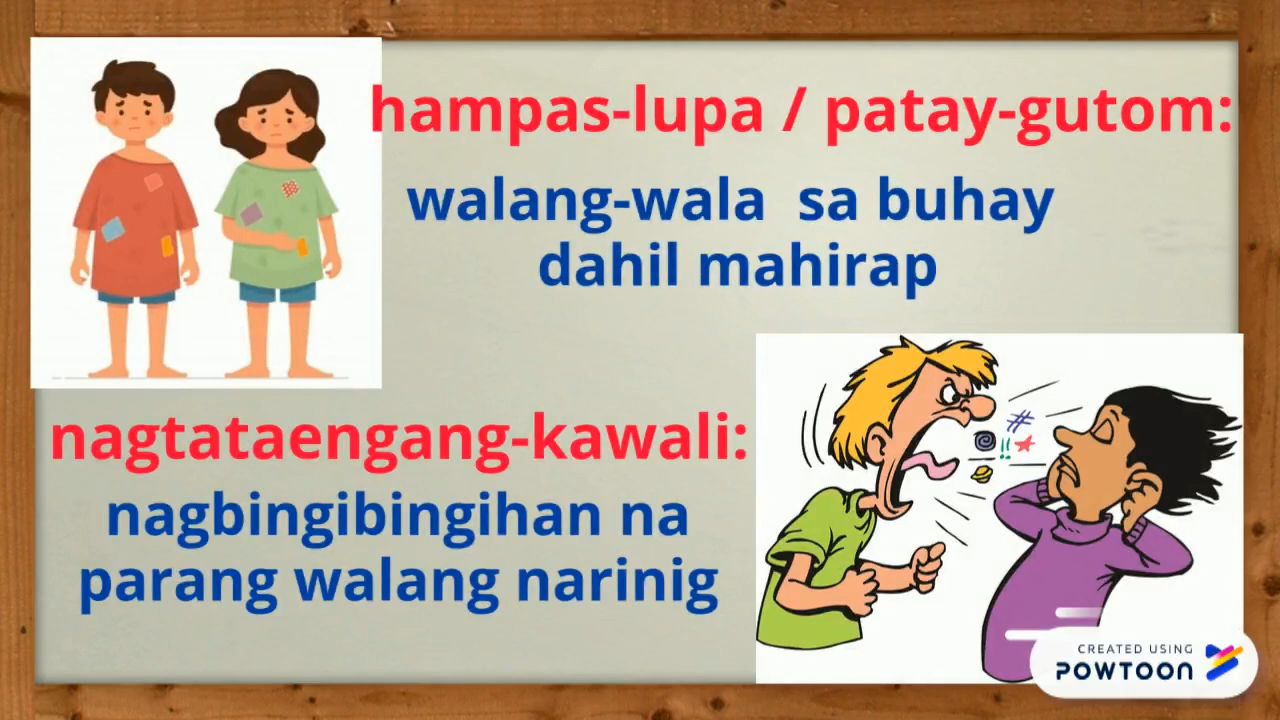 hampas-lupa / patay-gutom:
walang-wala sa buhay
dahil mahirap
nagtataengang-kawali:
nagbingibingihan na
parang walang narinig
CREATED USING
POWTOON